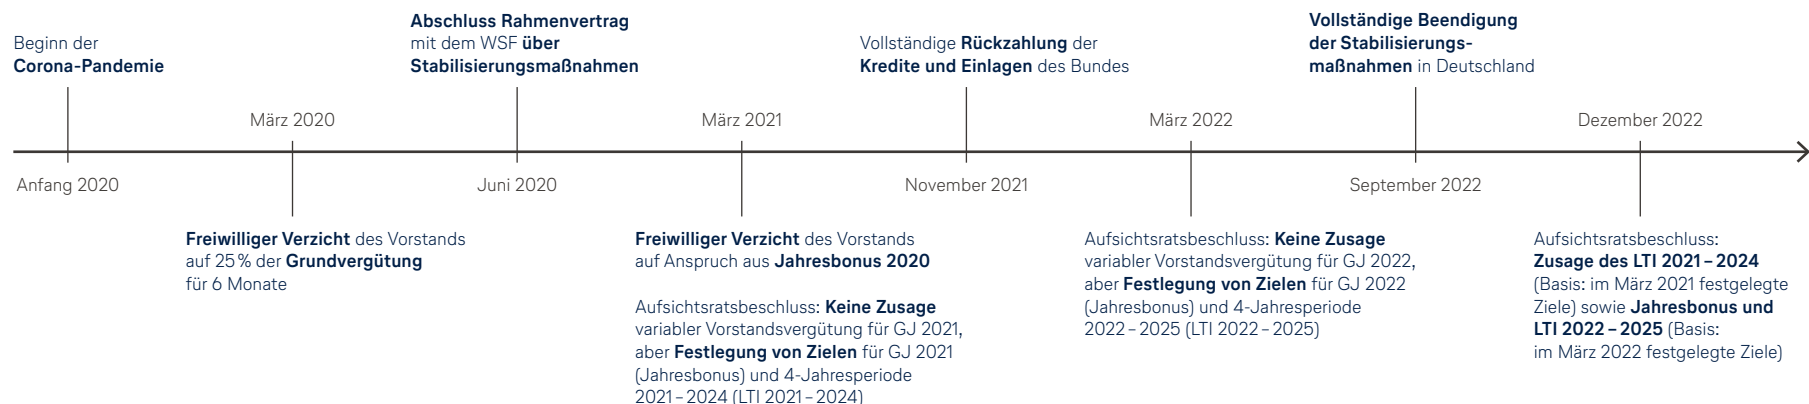 Beginn der
Corona-Pandemie
Anfang 2020
März 2020
Freiwilliger Verzicht des Vorstands
auf 25 % der Grundvergütung
für 6 Monate
Abschluss Rahmenvertrag
mit dem WSF über
Stabilisierungsmaßnahmen
Juni 2020
März 2021
Freiwilliger Verzicht des Vorstands
auf Anspruch aus Jahresbonus 2020
Aufsichtsratsbeschluss: Keine Zusage
variabler Vorstandsvergütung für GJ 2021,
aber Festlegung von Zielen für GJ 2021
(Jahresbonus) und 4-Jahresperiode
2021 – 2024 (LTI 2021 – 2024)
Vollständige Rückzahlung der
Kredite und Einlagen des Bundes
November 2021
März 2022
Aufsichtsratsbeschluss: Keine Zusage
variabler Vorstandsvergütung für GJ 2022,
aber Festlegung von Zielen für GJ 2022
(Jahresbonus) und 4-Jahresperiode
2022 – 2025 (LTI 2022 – 2025)
Vollständige Beendigung
der Stabilisierungs-
maßnahmen in Deutschland
September 2022
Dezember 2022
Aufsichtsratsbeschluss:
Zusage des LTI 2021 – 2024
(Basis: im März 2021 festgelegte
Ziele) sowie Jahresbonus und
LTI 2022 – 2025 (Basis:
im März 2022 festgelegte Ziele)